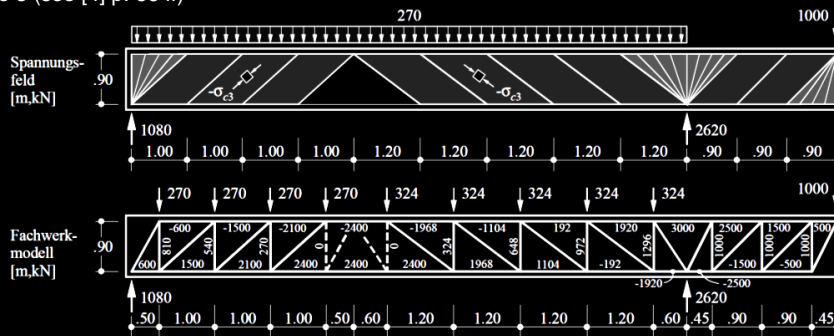 270
1000
Spannungs-
feld
[m,kN]
.90
-σc3
-σc3
1080
2620
1.00 1.00 1.00 1.00 1.20 1.20 1.20 1.20 1.20 .90 .90 .90
270 270 270 270 324 324 324 324 324 1000
Fachwerk-
modell
[m,kN]
.90
-600 -1500 -2100 -2400 -1968 -1104 192 1920 3000 2500 1500 500
810 540 270 0 0 324 648 972 1296 1000 1000 1000
600 1500 2100 2400 2400 2400 1968 1104 -192 -1500 -500
-1920 -2500
1080
2620
.50 1.00 1.00 1.00 .50 .60 1.20 1.20 1.20 1.20 .60 .45 .90 .90 .45